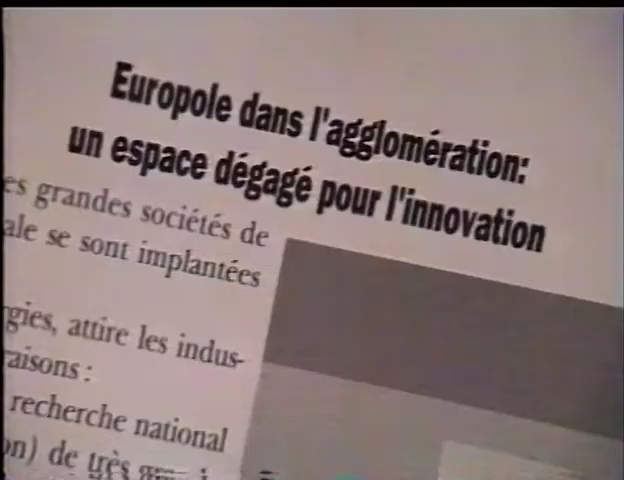 Europole dans l'agglomération:
un espace dégagé pour l'innovation
es grandes sociétés de
ale se sont implantées
gies, attire les indus-
raisons :
recherche national
on) de très